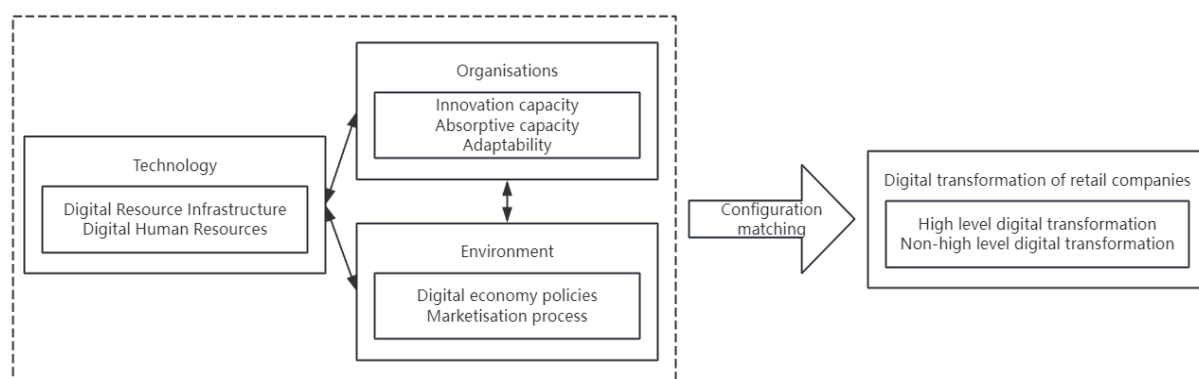 Technology
Digital Resource Infrastructure
Digital Human Resources
Organisations
Innovation capacity
Absorptive capacity
Adaptability
Environment
Digital economy policies
Marketisation process
Configuration
matching
Digital transformation of retail companies
High level digital transformation
Non-high level digital transformation